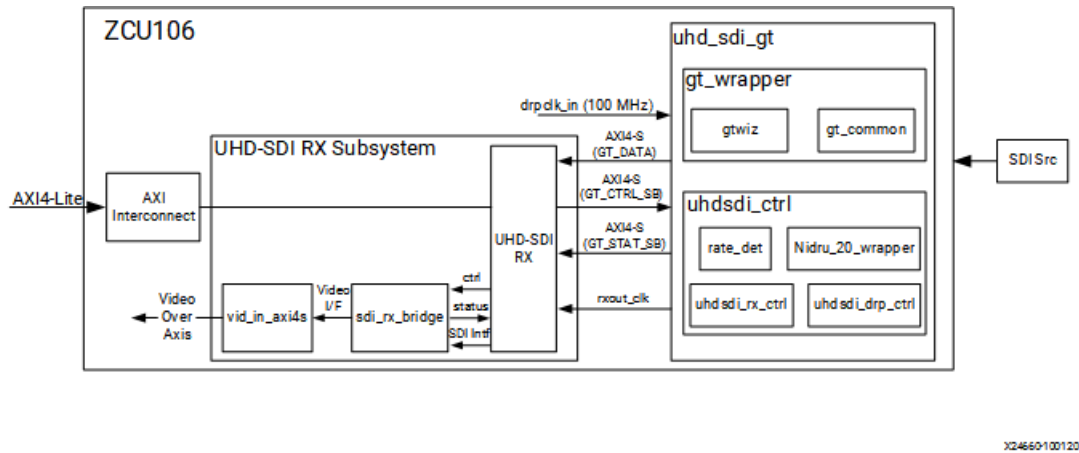 ZCU106
uhd_sdi_gt
gt_wrapper
drpclk_in (100 MHz)
gtwiz
gt_common
UHD-SDI RX Subsystem
AXI4-S
(GT_DATA)
SDI Src
AXI4-S
(GT_CTRL_SB)
AXI4-Lite
AXI
Interconnect
uhdsdi_ctrl
AXI4-S
(GT_STAT_SB)
UHD-SDI
RX
rate_det
Nidru_20_wrapper
ctrl
Video
I/F
Video
Over
Axis
vid_in_axi4s
sdi_rx_bridge
status
SDI Intf
rxout_clk
uhdsdi_rx_ctrl
uhdsdi_drp_ctrl
X24660-100120